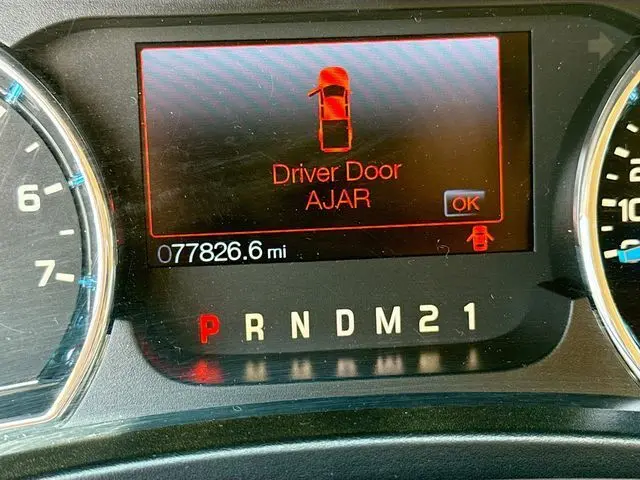 Driver Door
AJAR
OK
077826.6 mi
6
7
P R N D M 2 1
10